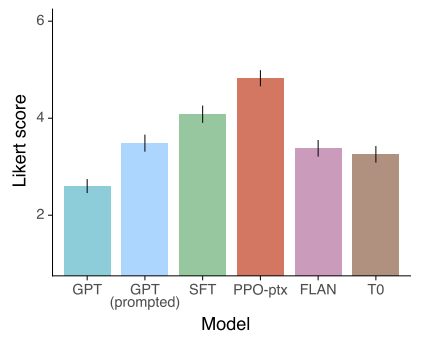 6
4
2
Likert score
GPT
GPT
(prompted)
SFT
PPO-ptx
FLAN
T0
Model